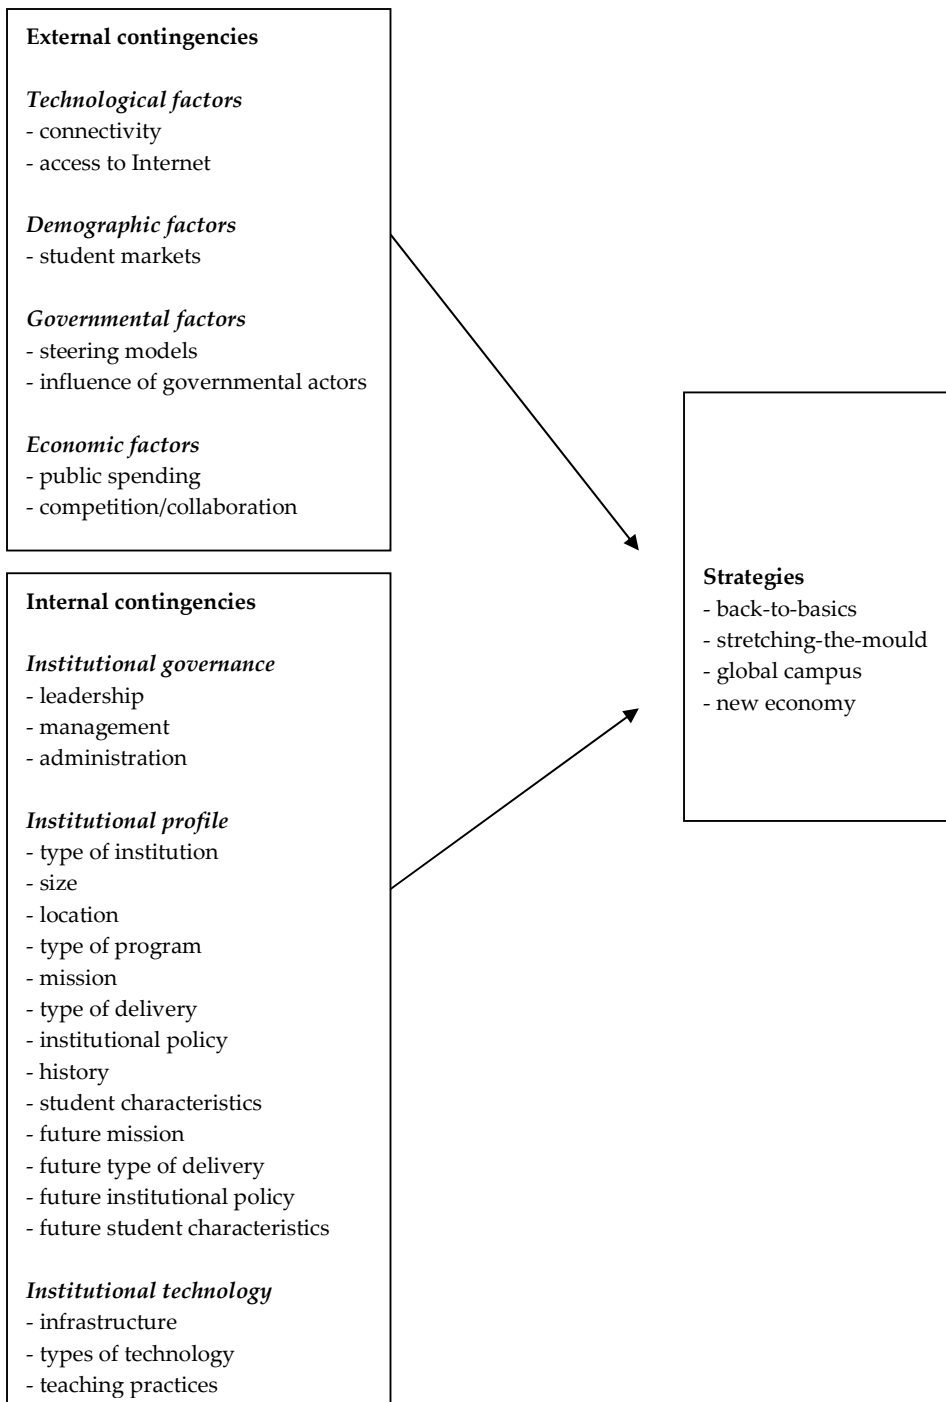 External contingencies
Technological factors
- connectivity
- access to Internet
Demographic factors
- student markets
Governmental factors
- steering models
- influence of governmental actors
Economic factors
- public spending
- competition/collaboration
Internal contingencies
Institutional governance
- leadership
- management
- administration
Institutional profile
- type of institution
- size
- location
- type of program
- mission
- type of delivery
- institutional policy
- history
- student characteristics
- future mission
- future type of delivery
- future institutional policy
- future student characteristics
Institutional technology
- infrastructure
- types of technology
- teaching practices
Strategies
- back-to-basics
- stretching-the-mould
- global campus
- new economy